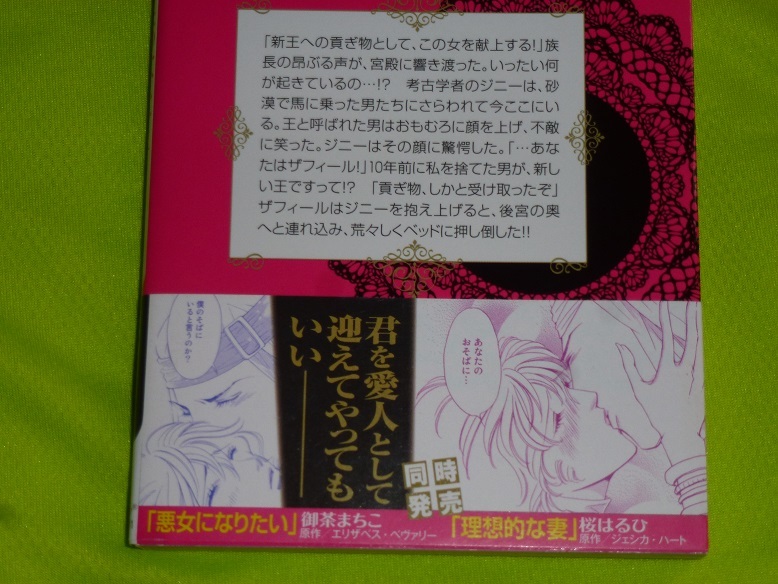 「新王への貢ぎ物として、この女を献上する!」族
長の昂ぶる声が、宮殿に響き渡った。いったい何
が起きているの…!?　考古学者のジニーは、砂
漠で馬に乗った男たちにさらわれて今ここにい
る。王と呼ばれた男はおもむろに顔を上げ、不敵
に笑った。ジニーはその顔に驚愕した。「…あな
たはザフィール!」10年前に私を捨てた男が、新し
い王ですって!?　「貢ぎ物、しかと受け取ったぞ」
ザフィールはジニーを抱え上げると、後宮の奥
へと連れ込み、荒々しくベッドに押し倒した!!
あなたの
おそばに…
君を愛人として
迎えてやっても
いい――
僕のそばに
いると言うのか?
同時
発売
「悪女になりたい」御茶まちこ
原作／エリザベス・ベヴァリー
「理想的な妻」桜はるひ
原作／ジェシカ・ハート